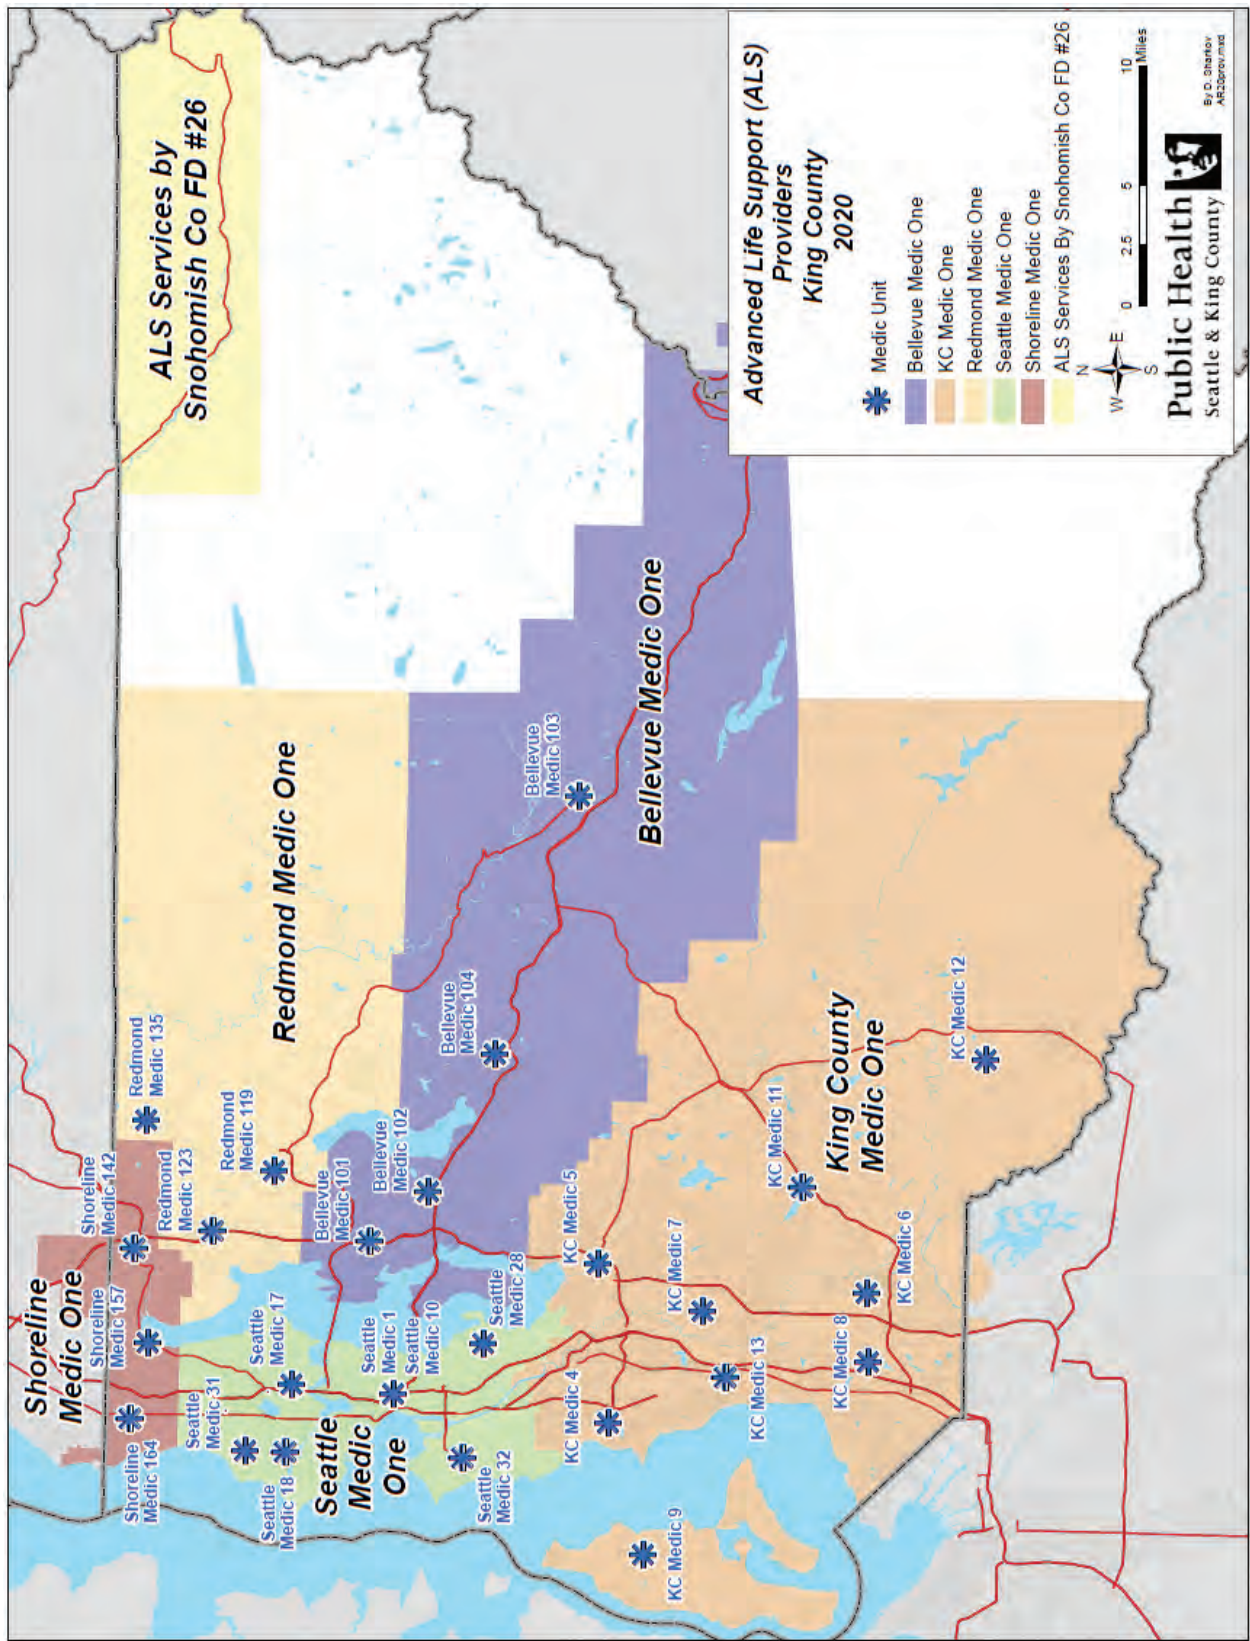 ALS Services by
Snohomish Co FD #26
Redmond Medic One
Bellevue Medic One
King County
Medic One
Shoreline
Medic One
Seattle
Medic
One
Shoreline
Medic 164
Shoreline
Medic 157
Shoreline
Medic 142
Redmond
Medic 123
Redmond
Medic 135
Redmond
Medic 119
Seattle
Medic 31
Seattle
Medic 18
Seattle
Medic 17
Seattle
Medic 1
Seattle
Medic 10
Seattle
Medic 32
Seattle
Medic 28
Bellevue
Medic 101
Bellevue
Medic 102
Bellevue
Medic 104
Bellevue
Medic 103
KC Medic 4
KC Medic 5
KC Medic 7
KC Medic 9
KC Medic 13
KC Medic 11
KC Medic 8
KC Medic 6
KC Medic 12
Advanced Life Support (ALS)
Providers
King County
2020
Medic Unit
Bellevue Medic One
KC Medic One
Redmond Medic One
Seattle Medic One
Shoreline Medic One
ALS Services By Snohomish Co FD #26
N
W E
S
0 2.5 5 10
Miles
Public Health
Seattle & King County
By D. Sharkov
AR20prov.mxd